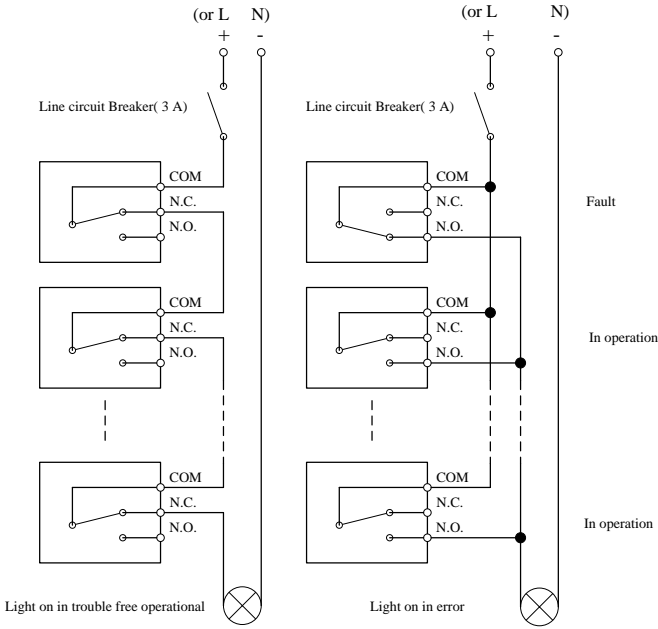 (or L N)
+ -
Line circuit Breaker( 3 A)
COM
N.C.
N.O.
COM
N.C.
N.O.
COM
N.C.
N.O.
Light on in trouble free operational
(or L N)
+ -
Line circuit Breaker( 3 A)
COM
N.C.
N.O.
Fault
COM
N.C.
N.O.
In operation
COM
N.C.
N.O.
In operation
Light on in error